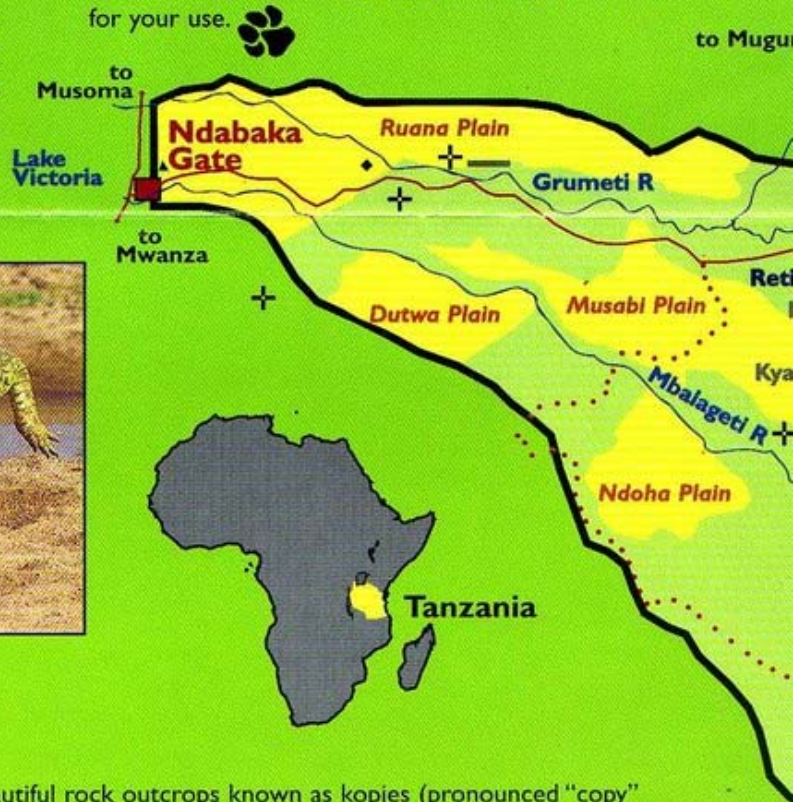 for your use.
to Mugu
to
Musoma
Ndabaka
Gate
Ruana Plain
Lake
Victoria
Grumeti R
to
Mwanza
Reti
Dutwa Plain
Musabi Plain
Kya
Mbalageti R
Ndoha Plain
Tanzania
utiful rock outcrops known as kopies (pronounced “copy”